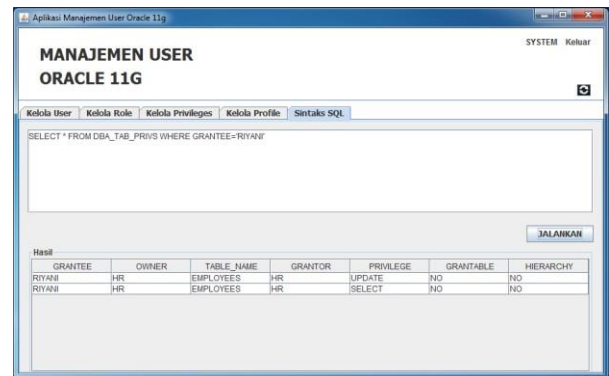 Aplikasi Manajemen User Oracle 11g
SYSTEM Keluar
MANAJEMEN USER
ORACLE 11G
Kelola User Kelola Role Kelola Privileges Kelola Profile Sintaks SQL
SELECT * FROM DBA_TAB_PRIVS WHERE GRANTEE='RIYANI'
JALANKAN
Hasil
GRANTEE OWNER TABLE_NAME GRANTOR PRIVILEGE GRANTABLE HIERARCHY
RIYANI HR EMPLOYEES HR UPDATE NO NO
RIYANI HR EMPLOYEES HR SELECT NO NO